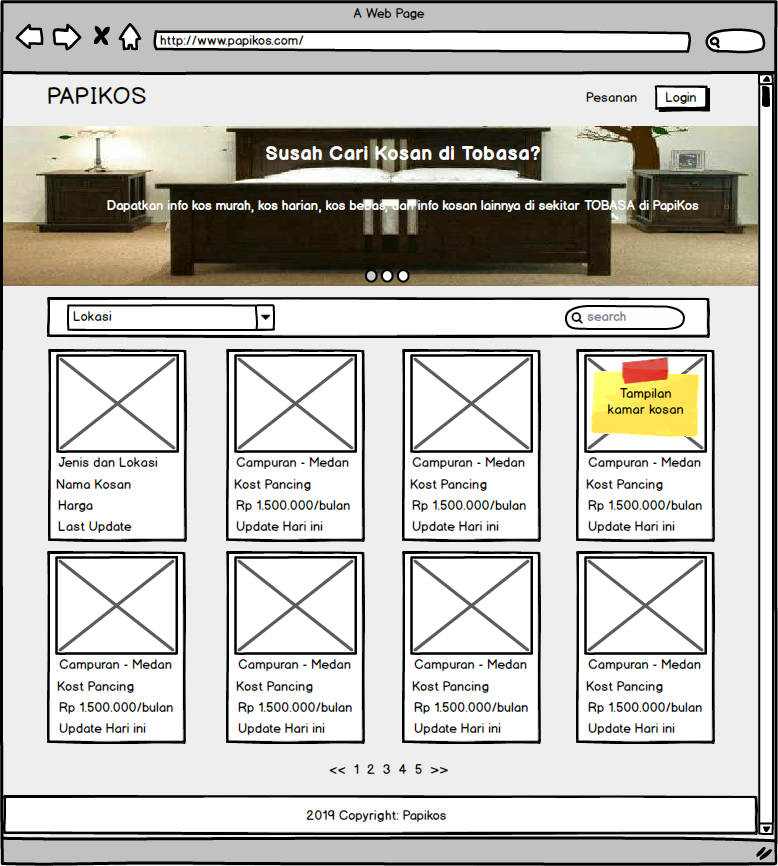 A Web Page
http://www.papikos.com/
PAPIKOS
Pesanan
Login
Susah Cari Kosan di Tobasa?
Dapatkan info kos murah, kos harian, kos bebas, dan info kosan lainnya di sekitar TOBASA di PapiKos
Lokasi
search
Tampilan
kamar kosan
Jenis dan Lokasi
Nama Kosan
Harga
Last Update
Campuran - Medan
Kost Pancing
Rp 1.500.000/bulan
Update Hari ini
Campuran - Medan
Kost Pancing
Rp 1.500.000/bulan
Update Hari ini
Campuran - Medan
Kost Pancing
Rp 1.500.000/bulan
Update Hari ini
Campuran - Medan
Kost Pancing
Rp 1.500.000/bulan
Update Hari ini
Campuran - Medan
Kost Pancing
Rp 1.500.000/bulan
Update Hari ini
Campuran - Medan
Kost Pancing
Rp 1.500.000/bulan
Update Hari ini
Campuran - Medan
Kost Pancing
Rp 1.500.000/bulan
Update Hari ini
<< 1 2 3 4 5 >>
2019 Copyright: Papikos